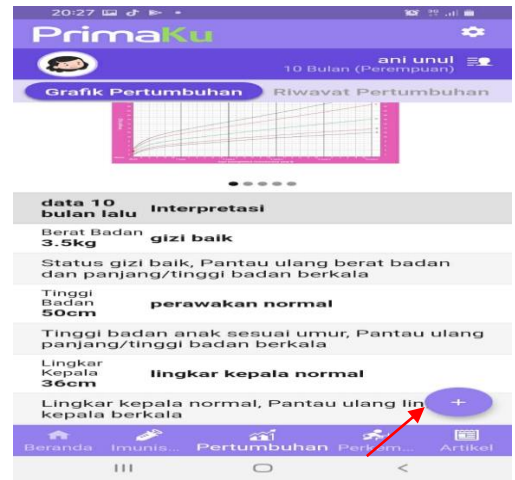 20:27
PrimaKu
ani unul
10 Bulan (Perempuan)
Grafik Pertumbuhan
Riwayat Pertumbuhan
data 10 bulan lalu
Interpretasi
Berat Badan
3.5kg
gizi baik
Status gizi baik, Pantau ulang berat badan
dan panjang/tinggi badan berkala
Tinggi
Badan
50cm
perawakan normal
Tinggi badan anak sesuai umur, Pantau ulang
panjang/tinggi badan berkala
Lingkar
Kepala
36cm
lingkar kepala normal
Lingkar kepala normal, Pantau ulang lin
kepala berkala
+
Beranda Imunis... Pertumbuhan Perkem... Artikel